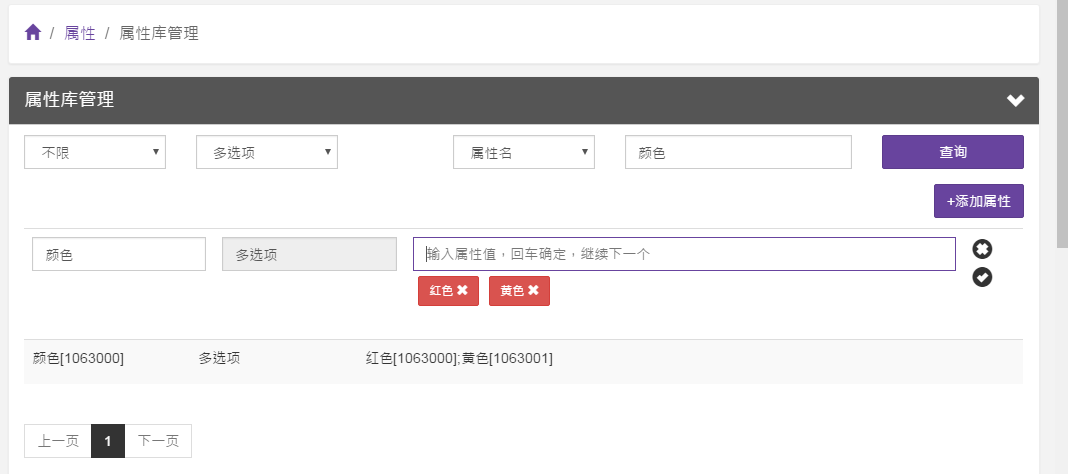 / 属性 / 属性库管理
属性库管理
不限 多选项 属性名 颜色 查询
+添加属性
颜色 多选项 输入属性值，回车确定，继续下一个
红色 黄色
颜色[1063000] 多选项 红色[1063000];黄色[1063001]
上一页 1 下一页